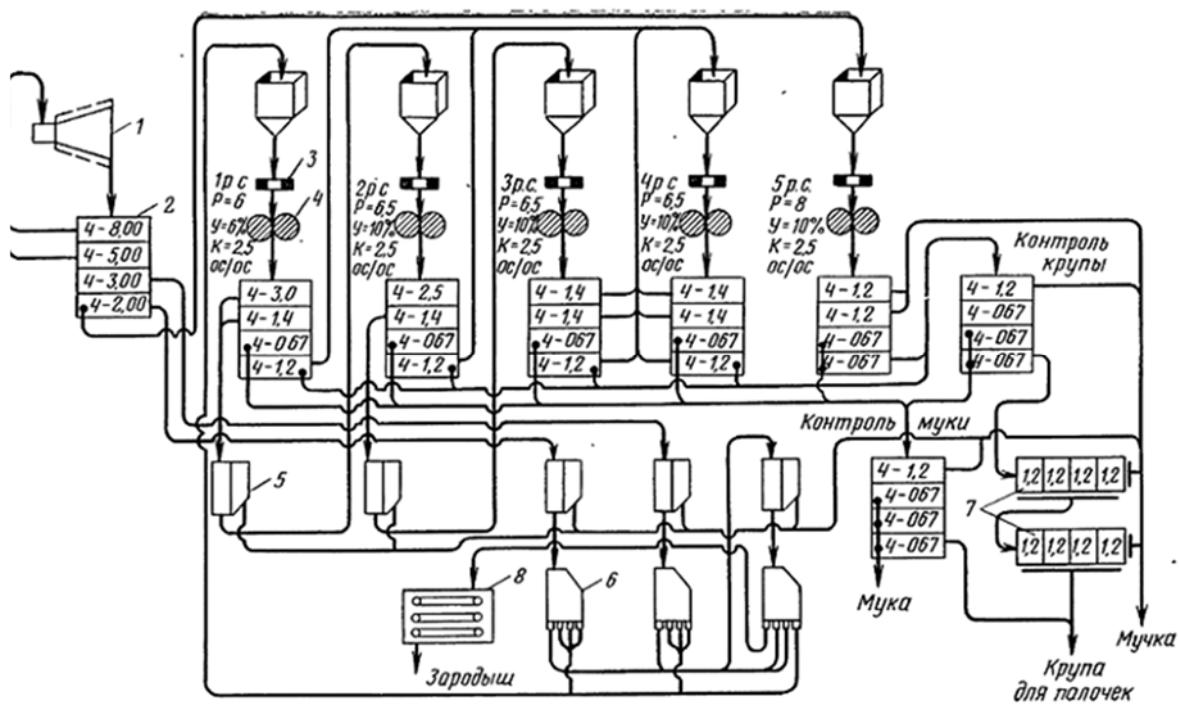 1
2
4-8,00
4-5,00
4-3,00
4-2,00
3
4
1 р с
Р=6
У=6%
К=2,5
ос/ос
2 р с
Р=6,5
У=10%
К=2,5
ос/ос
3 р с
Р=6,5
У=10%
К=2,5
ос/ос
4 р с
Р=6,5
У=10%
К=2,5
ос/ос
5 р.с.
Р=8
У=10%
К=2,5
ос/ос
4-3,0
4-1,4
4-067
4-1,2
4-2,5
4-1,4
4-067
4-1,2
4-1,4
4-1,4
4-067
4-1,2
4-1,4
4-1,4
4-067
4-1,2
4-1,2
4-1,2
4-067
4-067
Контроль
крупы
4-1,2
4-067
4-067
4-067
Контроль муки
4-1,2
4-067
4-067
4-067
5
6
7
8
1,2 1,2 1,2 1,2
1,2 1,2 1,2 1,2
Зародыш
Мука
Мучка
Крупа
для палочек